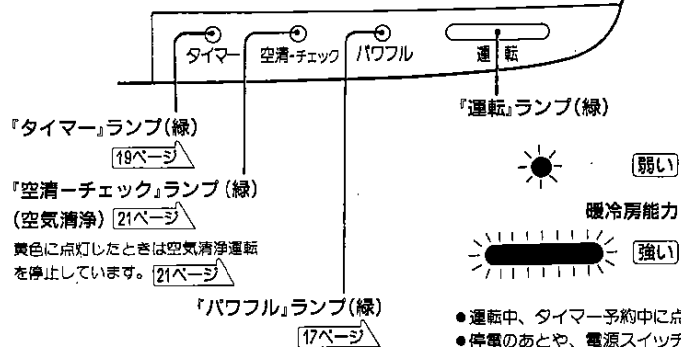 タイマー 空清-チェック パワフル 運転
『タイマー』ランプ(緑)
19ページ
『空清ーチェック』ランプ(緑)
(空気清浄) 21ページ
黄色に点灯したときは空気清浄運転
を停止しています。 21ページ
『パワフル』ランプ(緑)
17ページ
『運転』ランプ(緑)
弱い
暖冷房能力
強い
●運転中、タイマー予約中に点
●停電のあとや、電源スイッチ